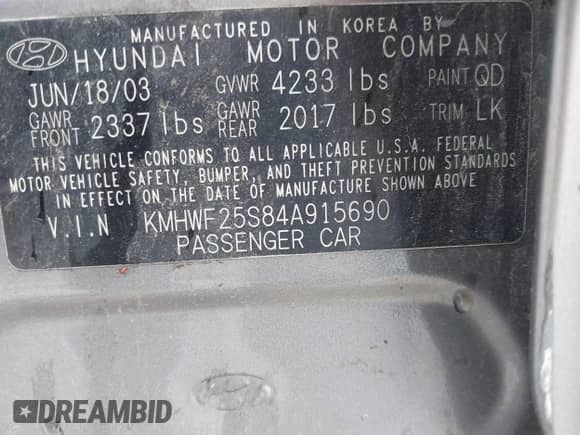 MANUFACTURED IN KOREA BY
HYUNDAI MOTOR COMPANY
JUN/18/03 GVWR 4233 lbs PAINT QD
GAWR FRONT 2337 lbs GAWR REAR 2017 lbs TRIM LK
THIS VEHICLE CONFORMS TO ALL APPLICABLE U.S.A. FEDERAL
MOTOR VEHICLE SAFETY, BUMPER, AND THEFT PREVENTION STANDARDS
IN EFFECT ON THE DATE OF MANUFACTURE SHOWN ABOVE
V.I.N KMHWF25S84A915690
PASSENGER CAR
DREAMBID